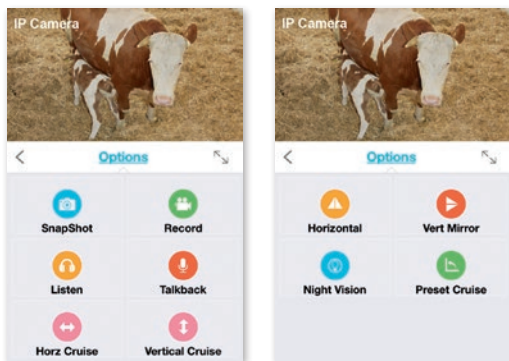 IP Camera
Options
SnapShot
Record
Listen
Talkback
Horz Cruise
Vertical Cruise
IP Camera
Options
Horizontal
Vert Mirror
Night Vision
Preset Cruise